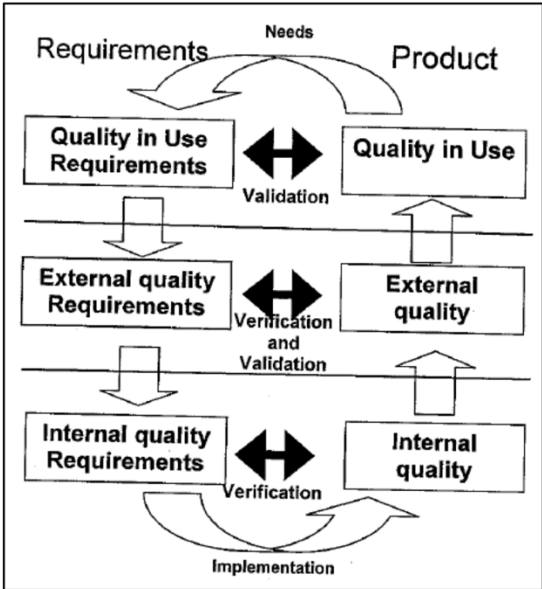 Needs
Requirements
Product
Quality in Use
Requirements
Quality in Use
Validation
External quality
Requirements
External
quality
Verification
and
Validation
Internal quality
Requirements
Internal
quality
Verification
Implementation